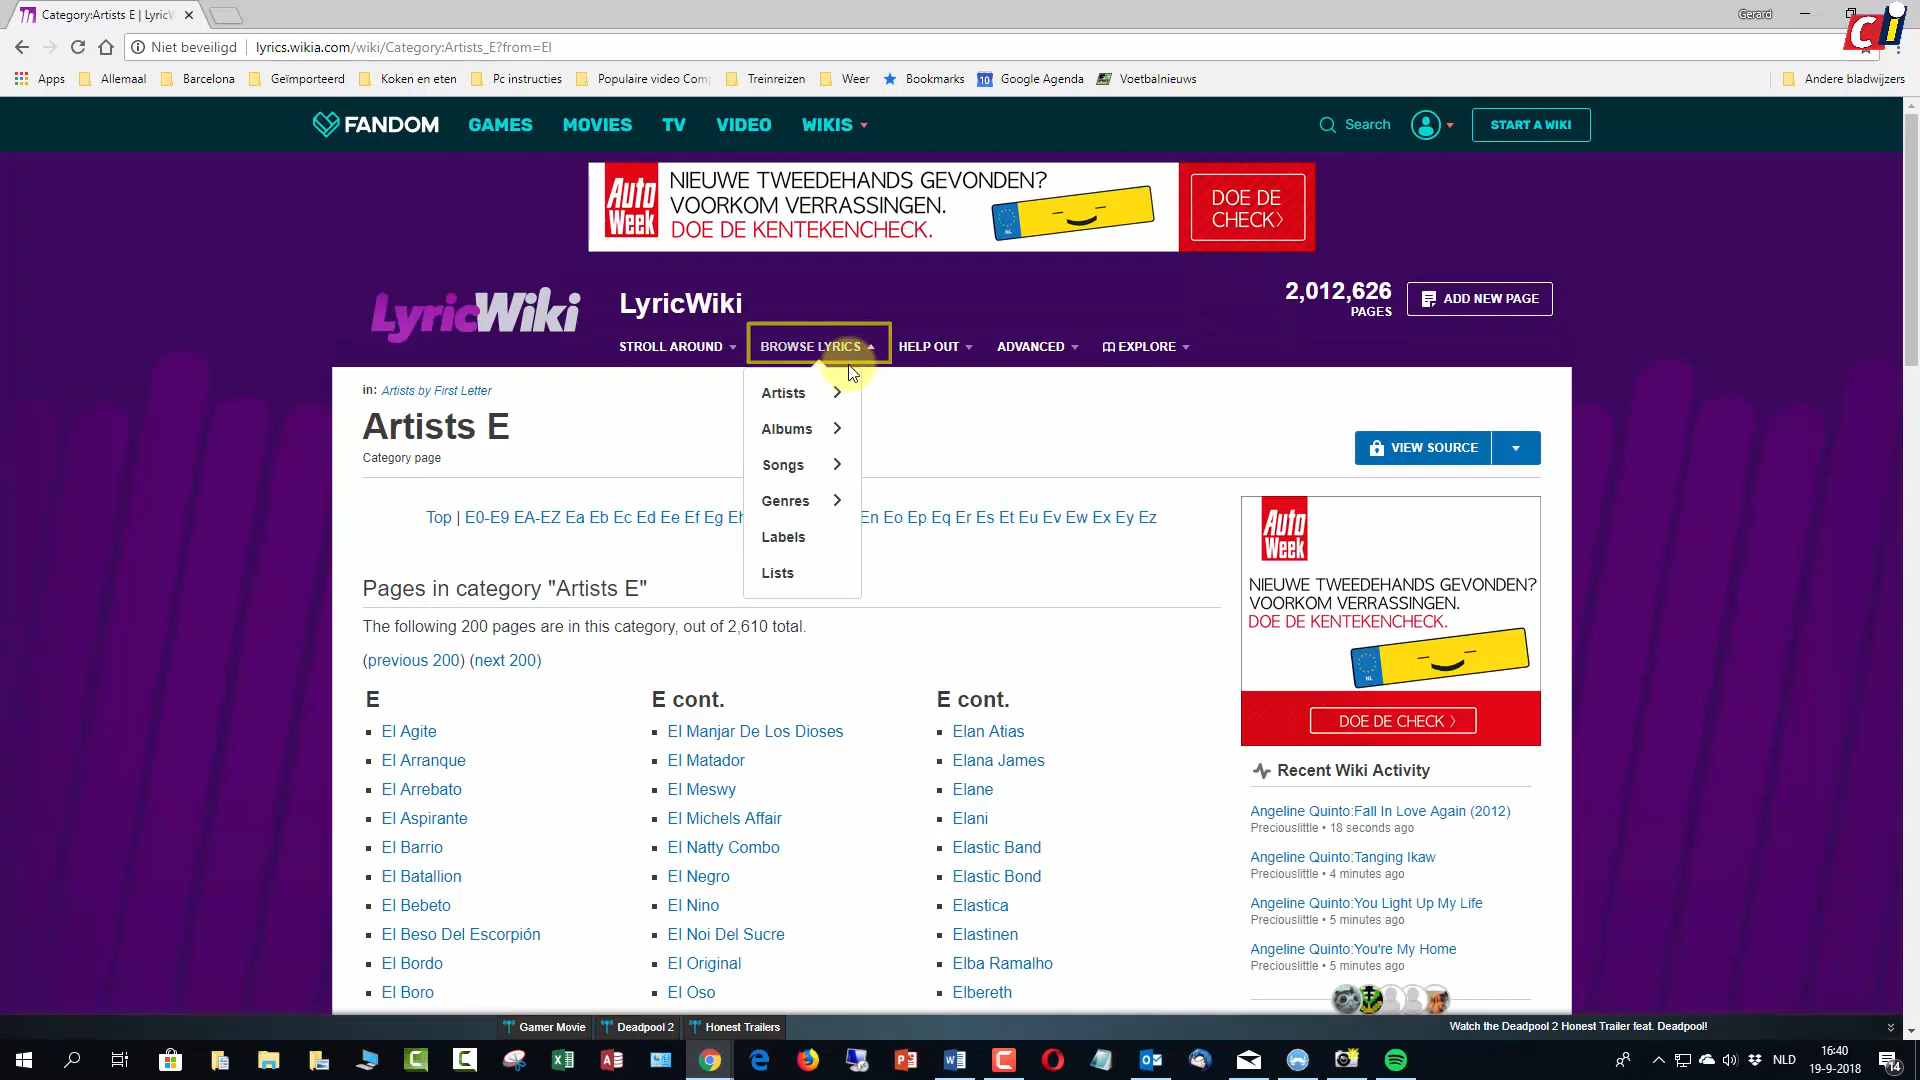 Category:Artists E | LyricW
Gerard
Ci
Niet beveiligd
lyrics.wikia.com/wiki/Category:Artists_E?from=El
Apps
Allemaal
Barcelona
Geïmporteerd
Koken en eten
Pc instructies
Populaire video Com
Treinreizen
Weer
Bookmarks
10
Google Agenda
Voetbalnieuws
Andere bladwijzers
FANDOM
GAMES
MOVIES
TV
VIDEO
WIKIS
Search
START A WIKI
Auto Week
NIEUWE TWEEDEHANDS GEVONDEN?
VOORKOM VERRASSINGEN.
DOE DE KENTEKENCHECK.
NL
DOE DE
CHECK>
LyricWiki
LyricWiki
2,012,626
PAGES
ADD NEW PAGE
STROLL AROUND
BROWSE LYRICS
HELP OUT
ADVANCED
EXPLORE
Artists
Albums
Songs
Genres
Labels
Lists
in: Artists by First Letter
Artists E
Category page
VIEW SOURCE
Top | E0-E9 EA-EZ Ea Eb Ec Ed Ee Ef Eg Eh
En Eo Ep Eq Er Es Et Eu Ev Ew Ex Ey Ez
Pages in category "Artists E"
The following 200 pages are in this category, out of 2,610 total.
(previous 200) (next 200)
E
El Agite
El Arranque
El Arrebato
El Aspirante
El Barrio
El Batallion
El Bebeto
El Beso Del Escorpión
El Bordo
El Boro
E cont.
El Manjar De Los Dioses
El Matador
El Meswy
El Michels Affair
El Natty Combo
El Negro
El Nino
El Noi Del Sucre
El Original
El Oso
E cont.
Elan Atias
Elana James
Elane
Elani
Elastic Band
Elastic Bond
Elastica
Elastinen
Elba Ramalho
Elbereth
Auto
Week
NIEUWE TWEEDEHANDS GEVONDEN?
VOORKOM VERRASSINGEN.
DOE DE KENTEKENCHECK.
NL
DOE DE CHECK >
Recent Wiki Activity
Angeline Quinto:Fall In Love Again (2012)
Preciouslittle • 18 seconds ago
Angeline Quinto:Tanging Ikaw
Preciouslittle • 4 minutes ago
Angeline Quinto:You Light Up My Life
Preciouslittle • 5 minutes ago
Angeline Quinto:You're My Home
Preciouslittle • 5 minutes ago
Gamer Movie
Deadpool 2
Honest Trailers
Watch the Deadpool 2 Honest Trailer feat. Deadpool!
NLD
16:40
19-9-2018
14